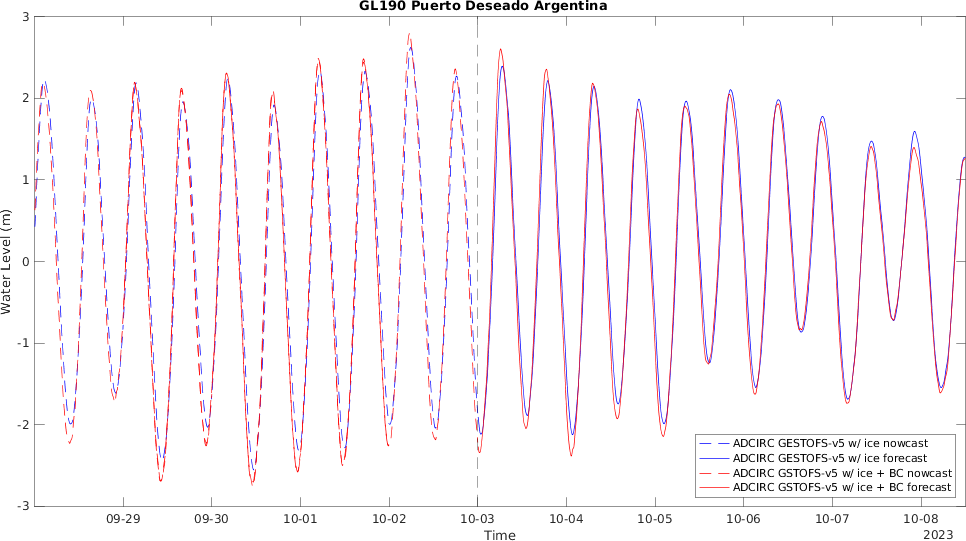 GL190 Puerto Deseado Argentina
3
2
1
0
-1
-2
-3
Water Level (m)
ADCIRC GESTOFS-v5 w/ ice nowcast
ADCIRC GESTOFS-v5 w/ ice forecast
ADCIRC GSTOFS-v5 w/ ice + BC nowcast
ADCIRC GSTOFS-v5 w/ ice + BC forecast
09-29 09-30 10-01 10-02 10-03 10-04 10-05 10-06 10-07 10-08
Time
2023